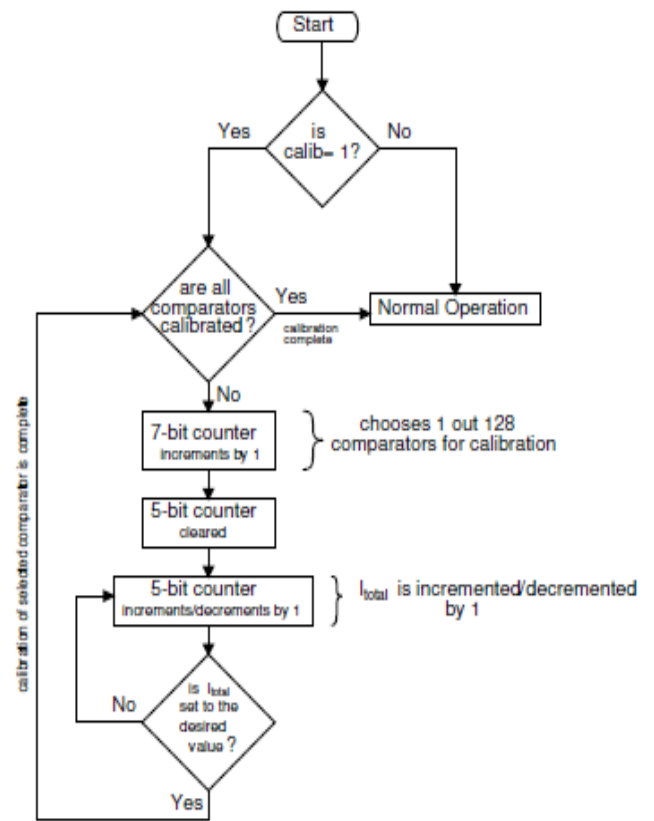 Start
is
calib= 1?
Yes
No
are all
comparators
calibrated ?
Yes
calibration
complete
Normal Operation
No
7-bit counter
increments by 1
chooses 1 out 128
comparators for calibration
5-bit counter
cleared
5-bit counter
increments/decrements by 1
Itotal is incremented/decremented
by 1
is Itotal
set to the
desired
value ?
No
Yes
calibration of selected comparator is complete